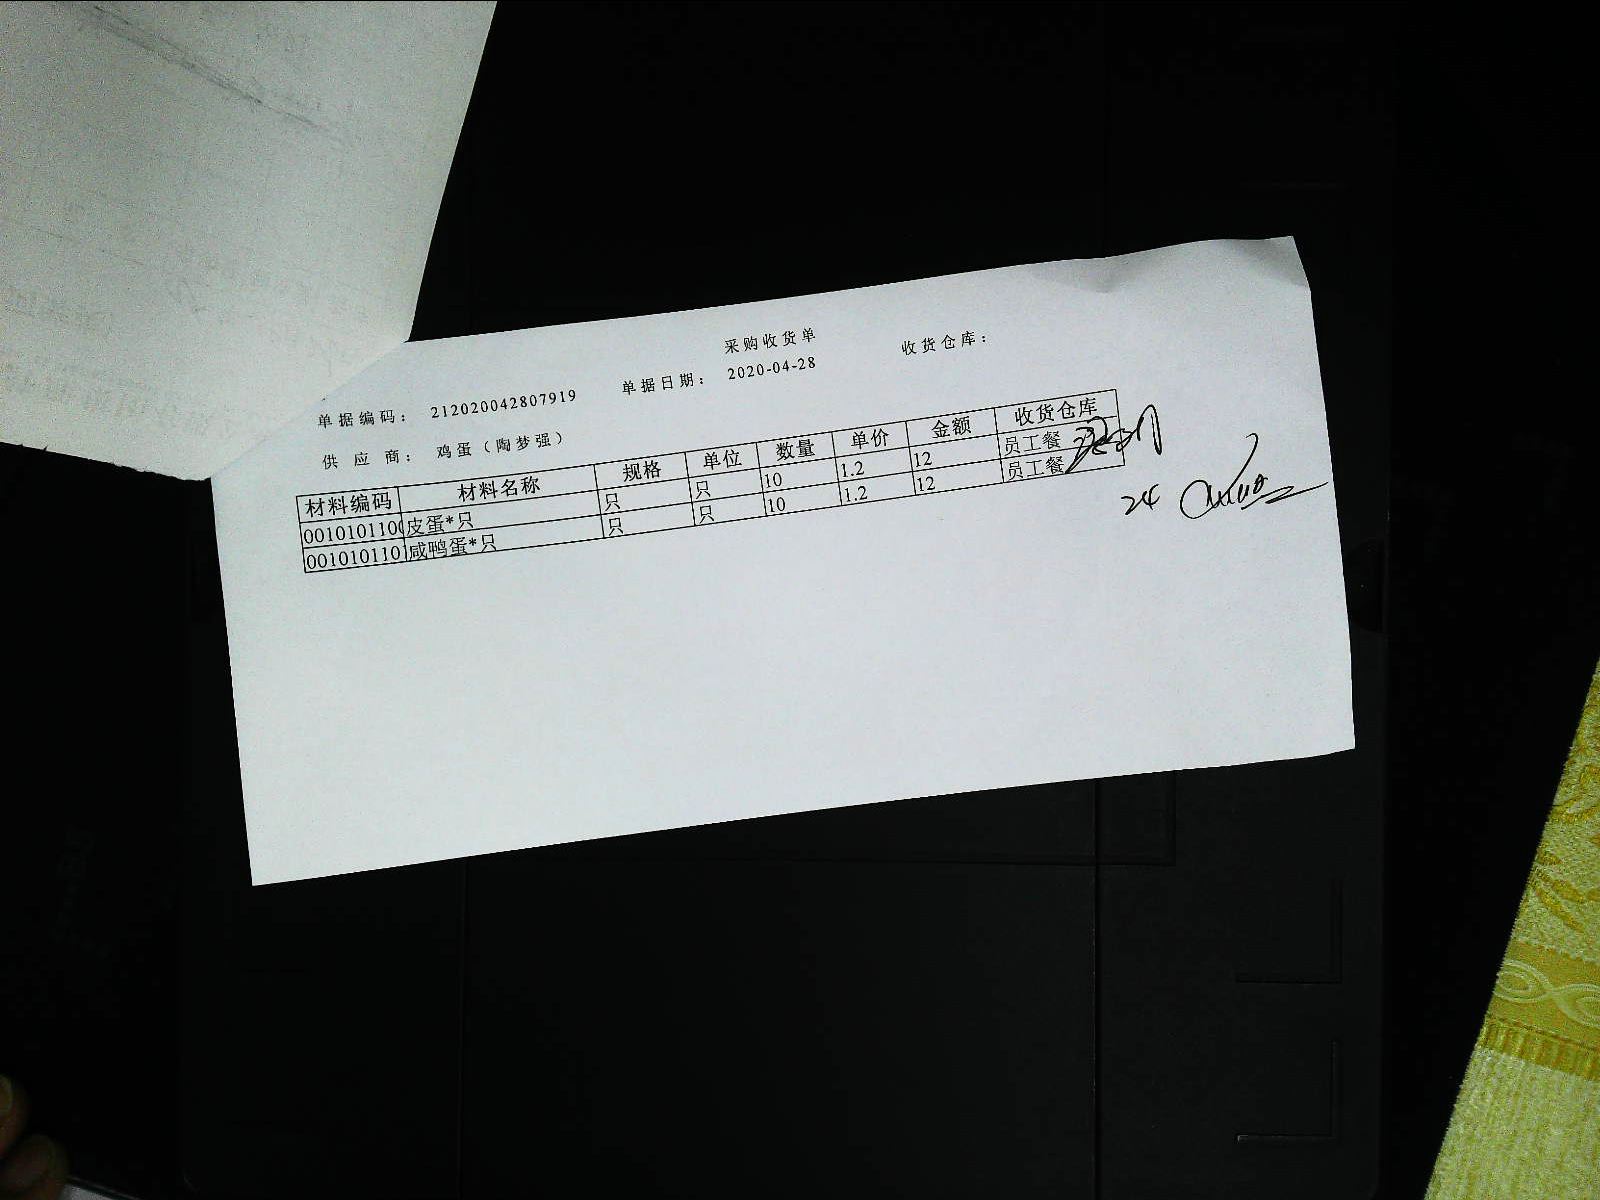 采购收货单
单据编码： 212020042807919 单据日期： 2020-04-28 收货仓库：
供 应 商： 鸡蛋（陶梦强）
材料编码 材料名称 规格 单位 数量 单价 金额 收货仓库
0010101100 皮蛋*只 只 只 10 1.2 12 员工餐
001010110 咸鸭蛋*只 只 只 10 1.2 12 员工餐
24